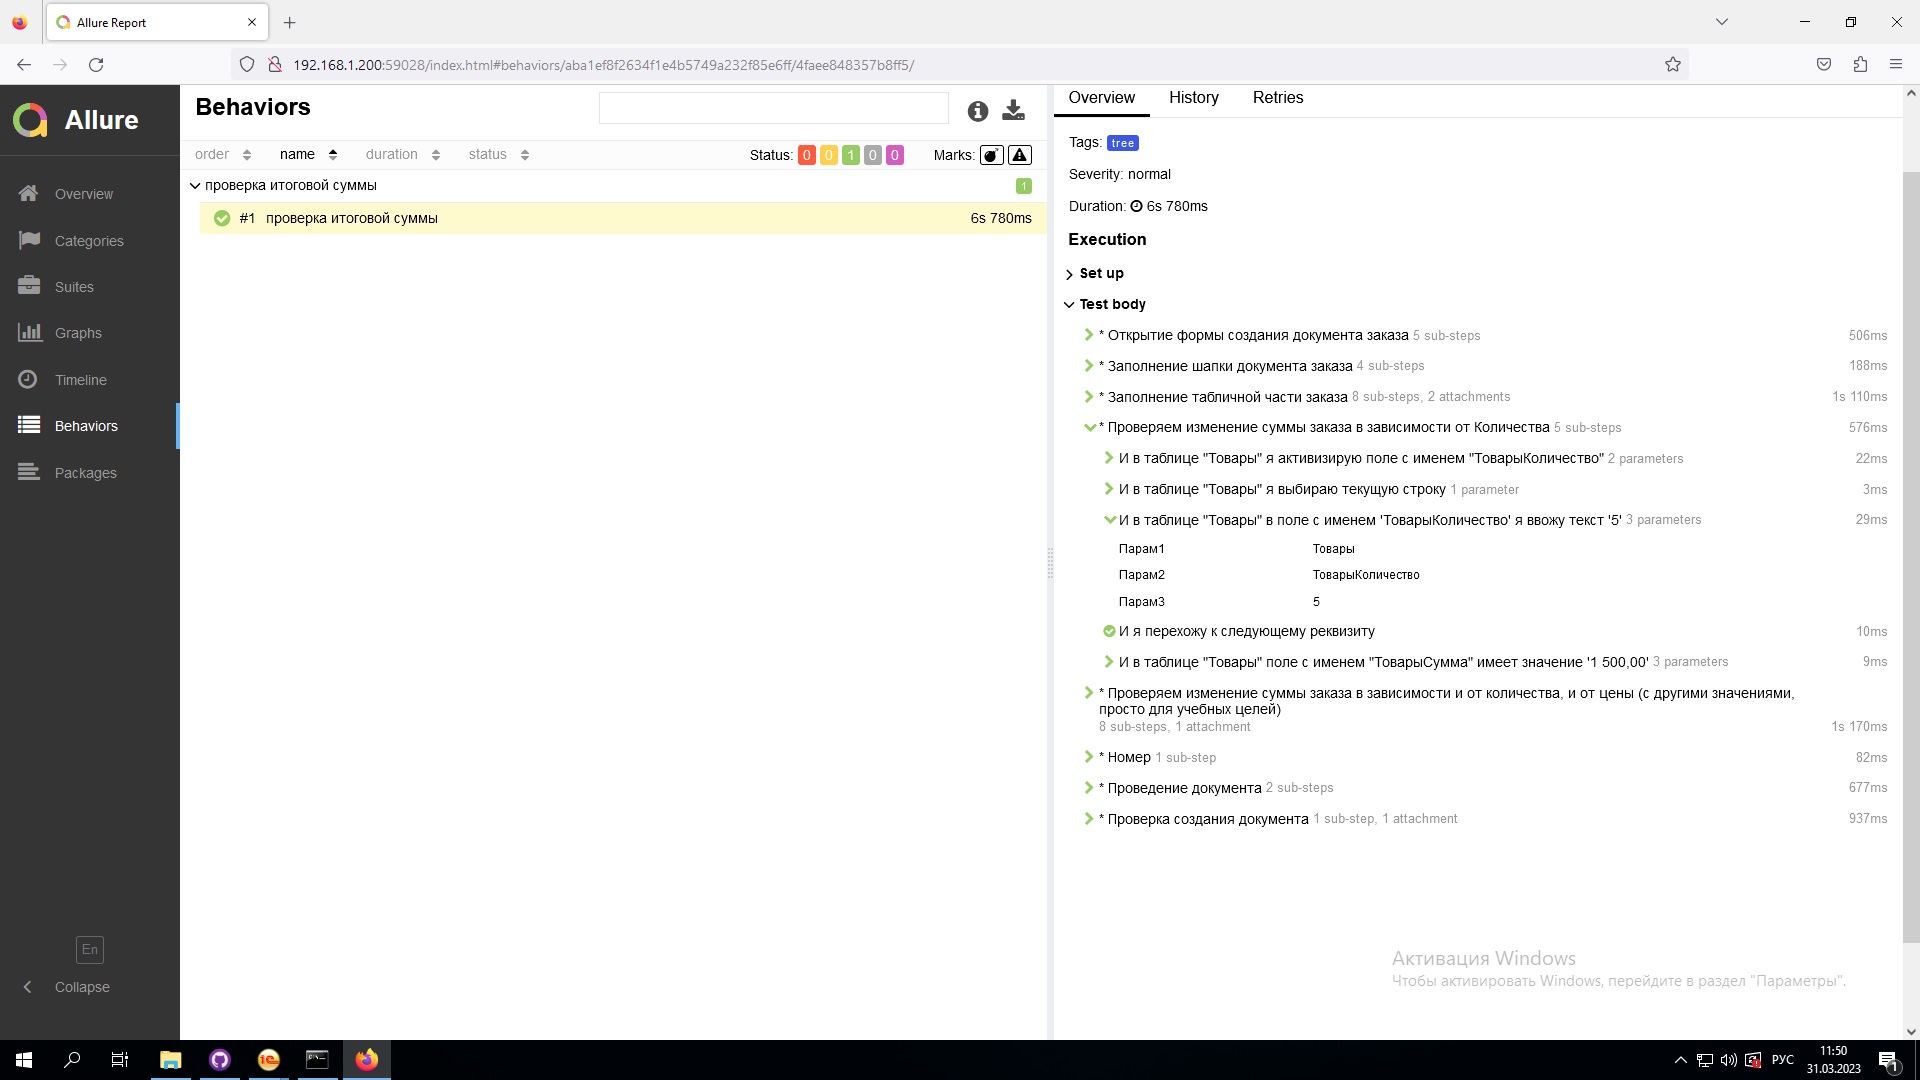 Allure Report
192.168.1.200:59028/index.html#behaviors/aba1ef8f2634f1e4b5749a232f85e6ff/4faee848357b8ff5/
Allure
Overview
Categories
Suites
Graphs
Timeline
Behaviors
Packages
En
Collapse
Behaviors
order name duration status
Status: 0 0 1 0 0 Marks:
проверка итоговой суммы 1
#1 проверка итоговой суммы 6s 780ms
Overview History Retries
Tags: tree
Severity: normal
Duration: 6s 780ms
Execution
Set up
Test body
* Открытие формы создания документа заказа 5 sub-steps 506ms
* Заполнение шапки документа заказа 4 sub-steps 188ms
* Заполнение табличной части заказа 8 sub-steps, 2 attachments 1s 110ms
* Проверяем изменение суммы заказа в зависимости от Количества 5 sub-steps 576ms
И в таблице "Товары" я активизирую поле с именем "ТоварыКоличество" 2 parameters 22ms
И в таблице "Товары" я выбираю текущую строку 1 parameter 3ms
И в таблице "Товары" в поле с именем 'ТоварыКоличество' я ввожу текст '5' 3 parameters 29ms
Парам1 Товары
Парам2 ТоварыКоличество
Парам3 5
И я перехожу к следующему реквизиту 10ms
И в таблице "Товары" поле с именем "ТоварыСумма" имеет значение '1 500,00' 3 parameters 9ms
* Проверяем изменение суммы заказа в зависимости и от количества, и от цены (с другими значениями,
просто для учебных целей)
8 sub-steps, 1 attachment 1s 170ms
* Номер 1 sub-step 82ms
* Проведение документа 2 sub-steps 677ms
* Проверка создания документа 1 sub-step, 1 attachment 937ms
Активация Windows
Чтобы активировать Windows, перейдите в раздел "Параметры".
РУС
11:50
31.03.2023
1